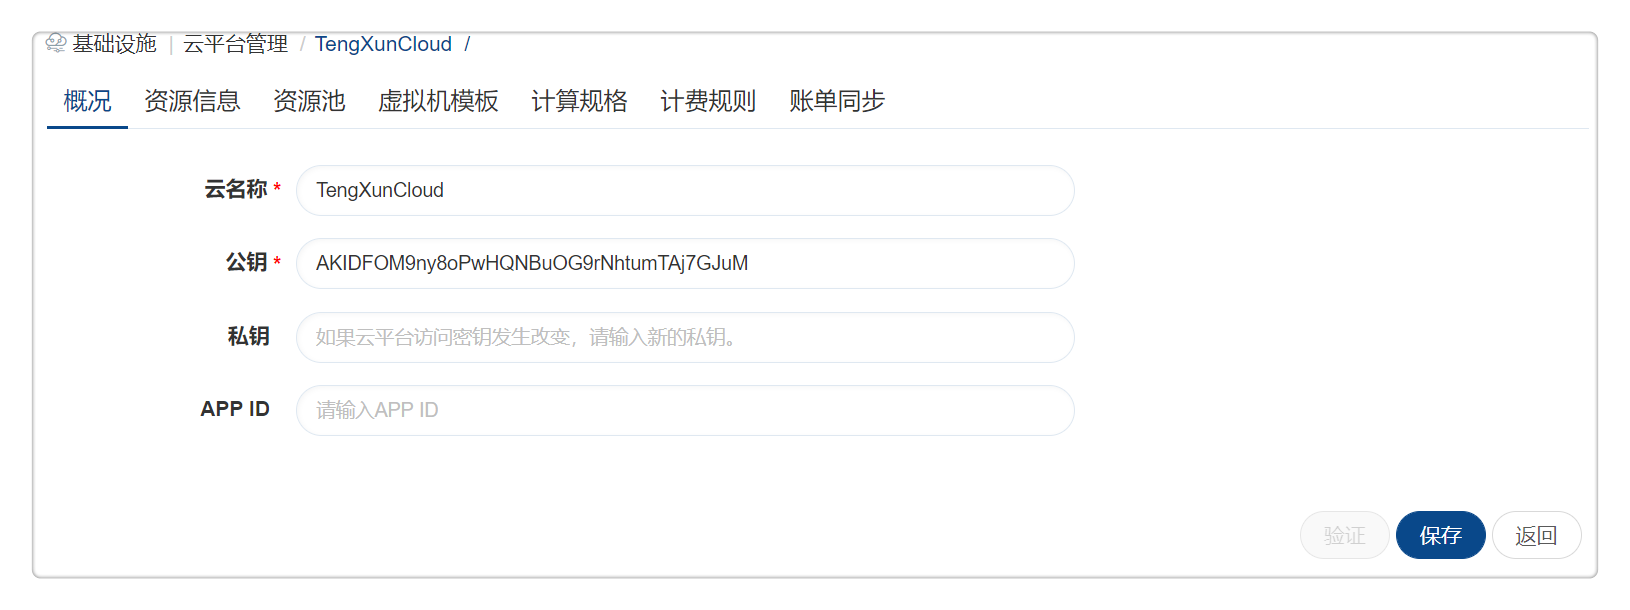 基础设施 | 云平台管理 / TengXunCloud /
概况 资源信息 资源池 虚拟机模板 计算规格 计费规则 账单同步
云名称 * TengXunCloud
公钥 * AKIDFOM9ny8oPwHQNBuOG9rNhtumTAj7GJuM
私钥 如果云平台访问密钥发生改变，请输入新的私钥。
APP ID 请输入APP ID
验证 保存 返回